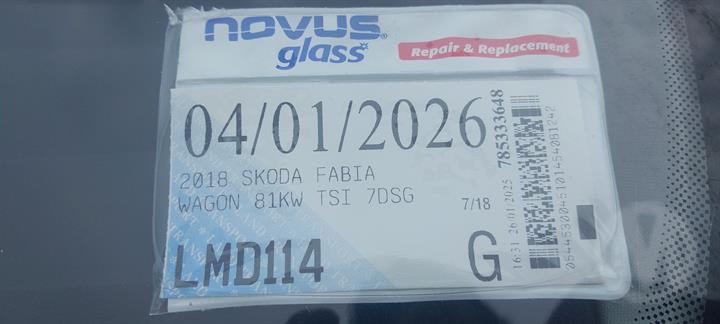 novus®
glass
Repair & Replacement
04/01/2026
2018 SKODA FABIA
WAGON 81KW TSI 7DSG
7/18
LMD114
G
16:31 26/01/2025
785333648